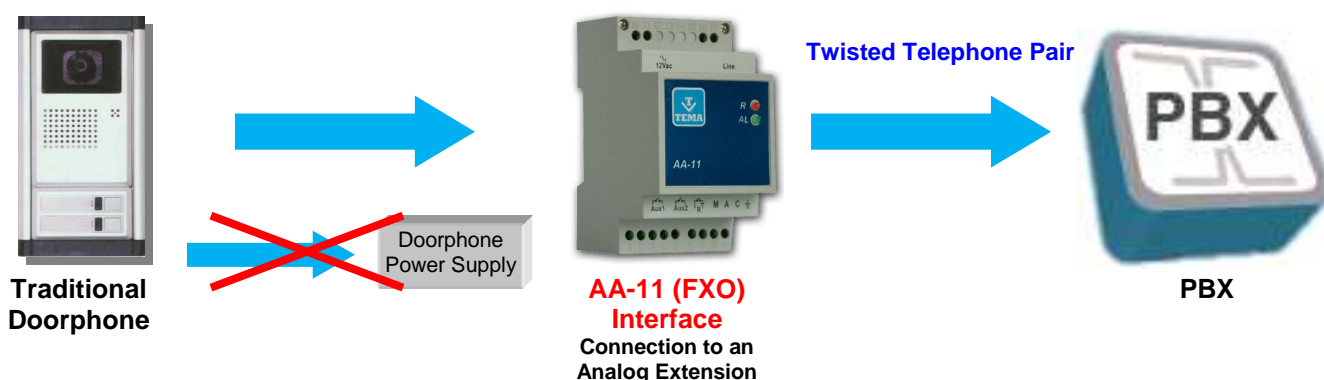 Traditional
Doorphone
Doorphone
Power Supply
12Vac
Line
T
TEMA
R
AL
AA-11
Aux1 Aux2 R M A C
AA-11 (FXO)
Interface
Connection to an
Analog Extension
Twisted Telephone Pair
PBX
PBX